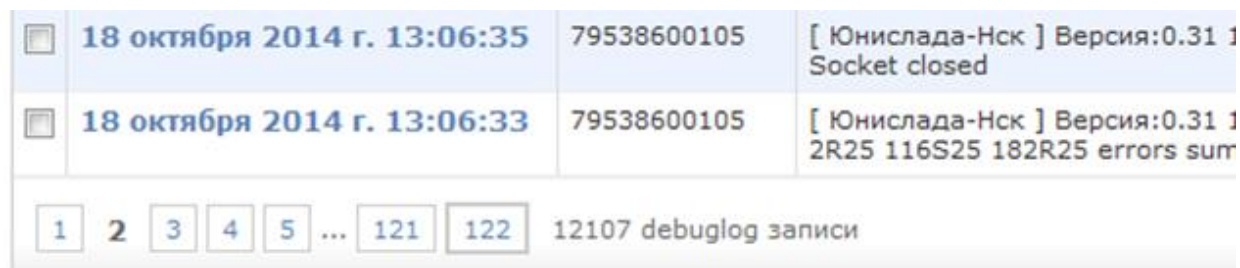 18 октября 2014 г. 13:06:35 79538600105 [ Юнислада-Нск ] Версия:0.31
Socket closed
18 октября 2014 г. 13:06:33 79538600105 [ Юнислада-Нск ] Версия:0.31
2R25 116S25 182R25 errors sum
1 2 3 4 5 ... 121 122 12107 debuglog записи